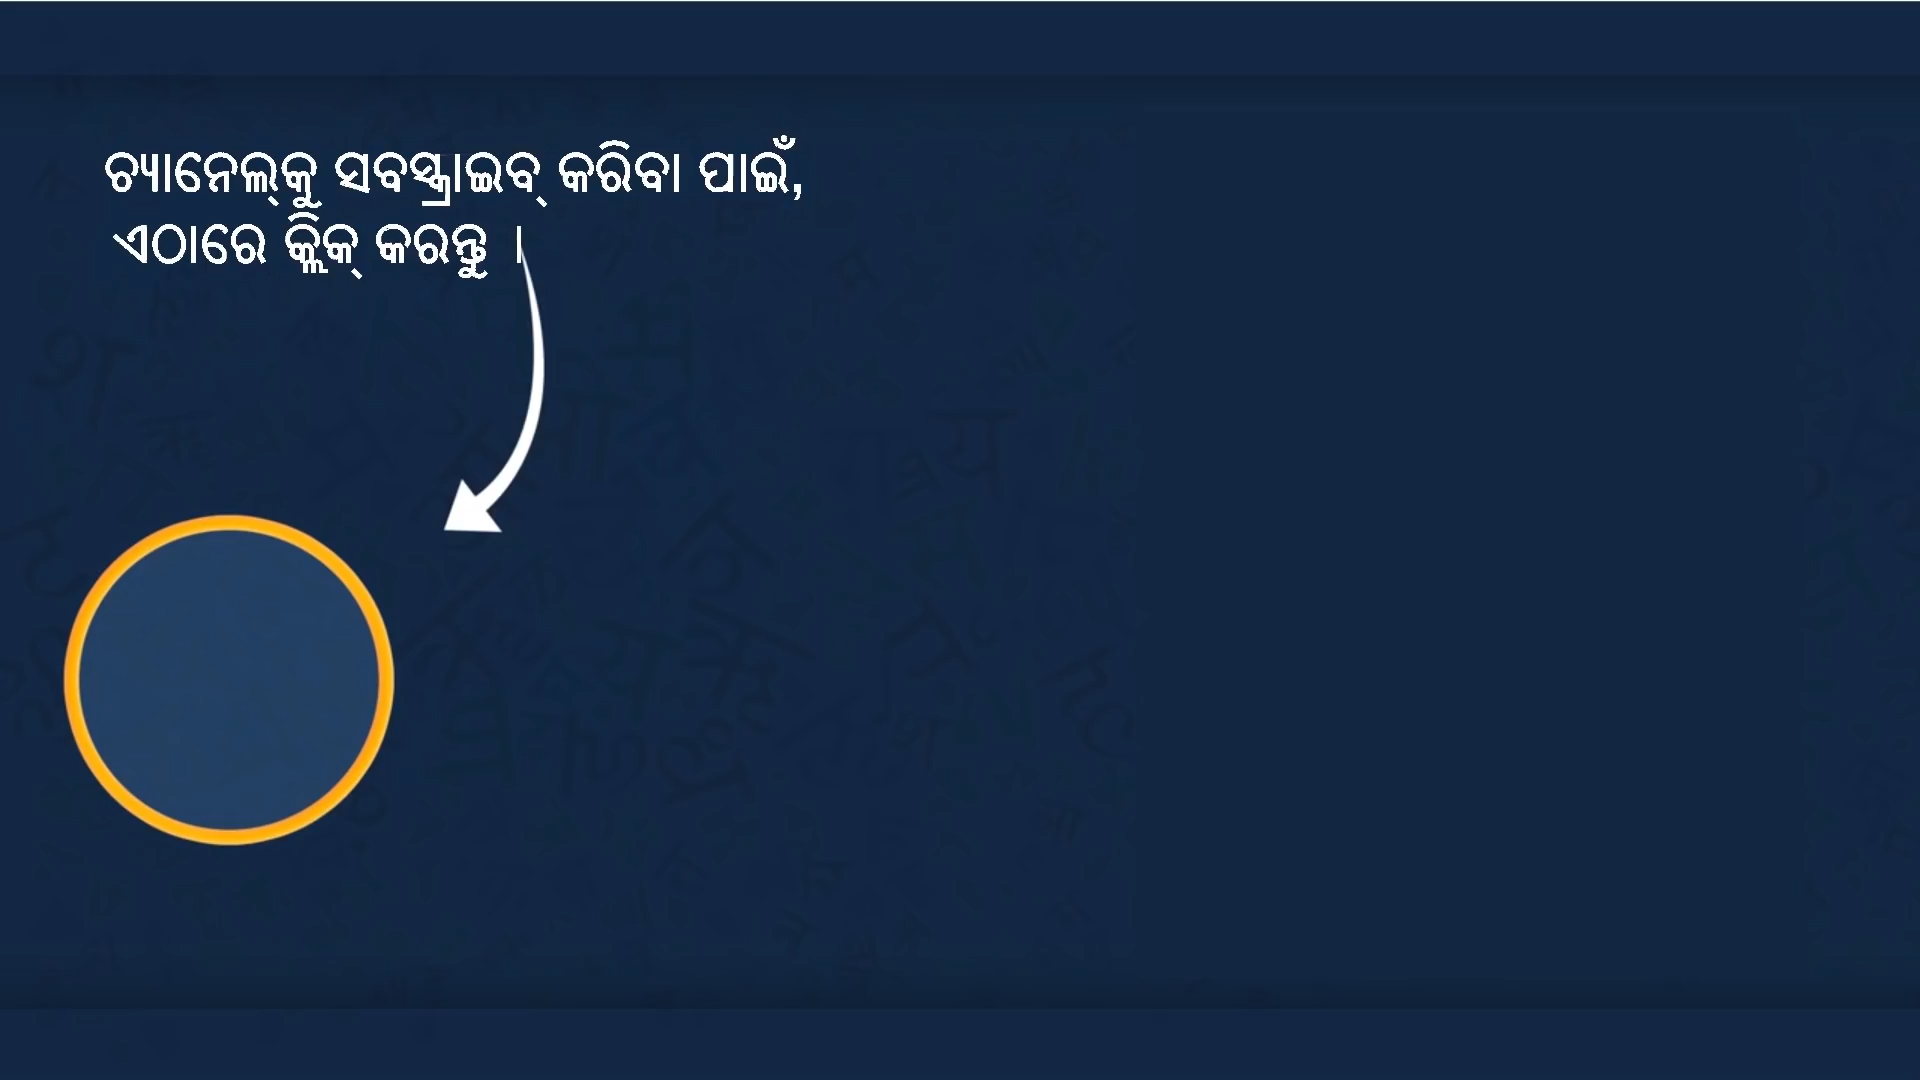 ଚ୍ୟାନେଲ୍‌କୁ ସବସ୍କ୍ରାଇବ୍ କରିବା ପାଇଁ,
ଏଠାରେ କ୍ଲିକ୍ କରନ୍ତୁ ।